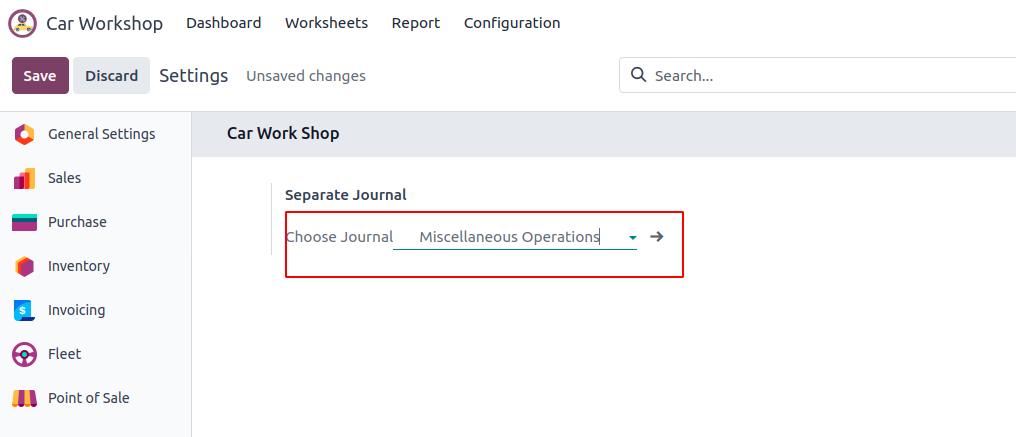 Car Workshop Dashboard Worksheets Report Configuration
Save Discard Settings Unsaved changes Search...
General Settings
Sales
Purchase
Inventory
$ Invoicing
Fleet
Point of Sale
Car Work Shop
Separate Journal
Choose Journal Miscellaneous Operations